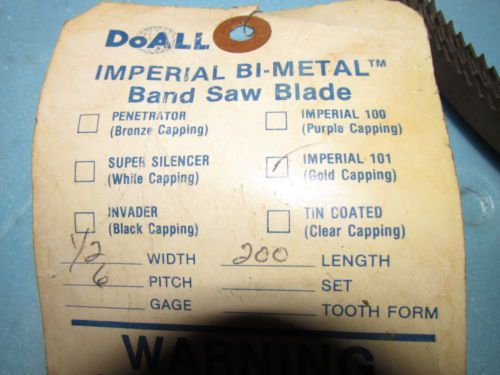 DoALL
IMPERIAL BI-METAL™
Band Saw Blade
PENETRATOR
(Bronze Capping)
IMPERIAL 100
(Purple Capping)
SUPER SILENCER
(White Capping)
IMPERIAL 101
(Gold Capping)
INVADER
(Black Capping)
TiN COATED
(Clear Capping)
1/2 WIDTH 200 LENGTH
6 PITCH SET
GAGE TOOTH FORM
WARNING